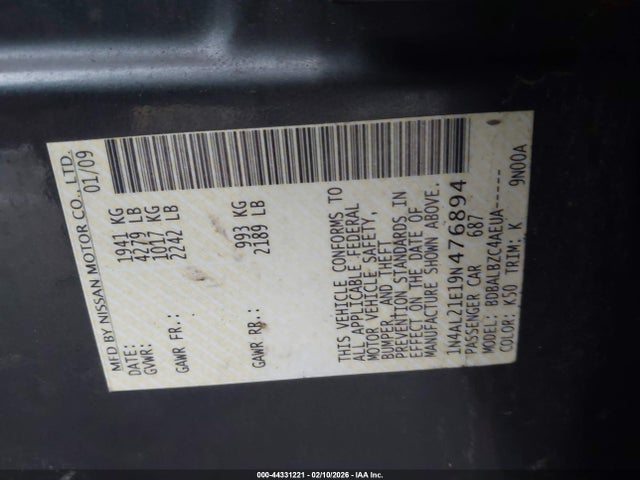 MFD BY NISSAN MOTOR CO., LTD.
DATE: 01/09
GVWR: 1941 KG
4279 LB
GAWR FR.: 1017 KG
2242 LB
GAWR RR.: 993 KG
2189 LB
THIS VEHICLE CONFORMS TO
ALL APPLICABLE FEDERAL
MOTOR VEHICLE SAFETY,
BUMPER, AND THEFT
PREVENTION STANDARDS IN
EFFECT ON THE DATE OF
MANUFACTURE SHOWN ABOVE.
1N4AL21E19N476894
PASSENGER CAR 687
MODEL: BDBALBZC4AEUA-----
COLOR: K50 TRIM: K 9N00A
000-44331221 - 02/10/2026 - IAA Inc.